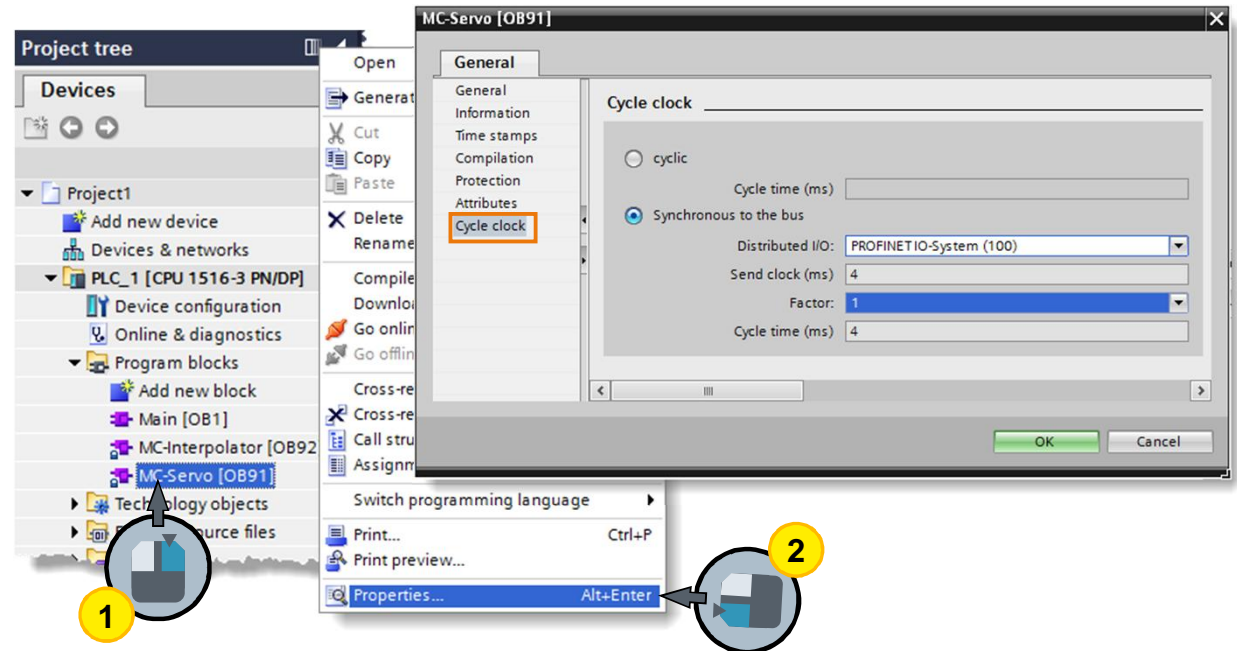 Project tree
Devices
Project1
Add new device
Devices & networks
PLC_1 [CPU 1516-3 PN/DP]
Device configuration
Online & diagnostics
Program blocks
Add new block
Main [OB1]
MC-Interpolator [OB92
MC-Servo [OB91]
Technology objects
urce files
1
Open
Generat
Cut
Copy
Paste
Delete
Rename
Compile
Downloa
Go onlin
Go offlin
Cross-re
Cross-re
Call stru
Assignm
Switch programming language
Print... Ctrl+P
Print preview...
Properties... Alt+Enter
2
MC-Servo [OB91]
General
General
Information
Time stamps
Compilation
Protection
Attributes
Cycle clock
Cycle clock
cyclic
Cycle time (ms)
Synchronous to the bus
Distributed I/O: PROFINET IO-System (100)
Send clock (ms) 4
Factor: 1
Cycle time (ms) 4
OK Cancel